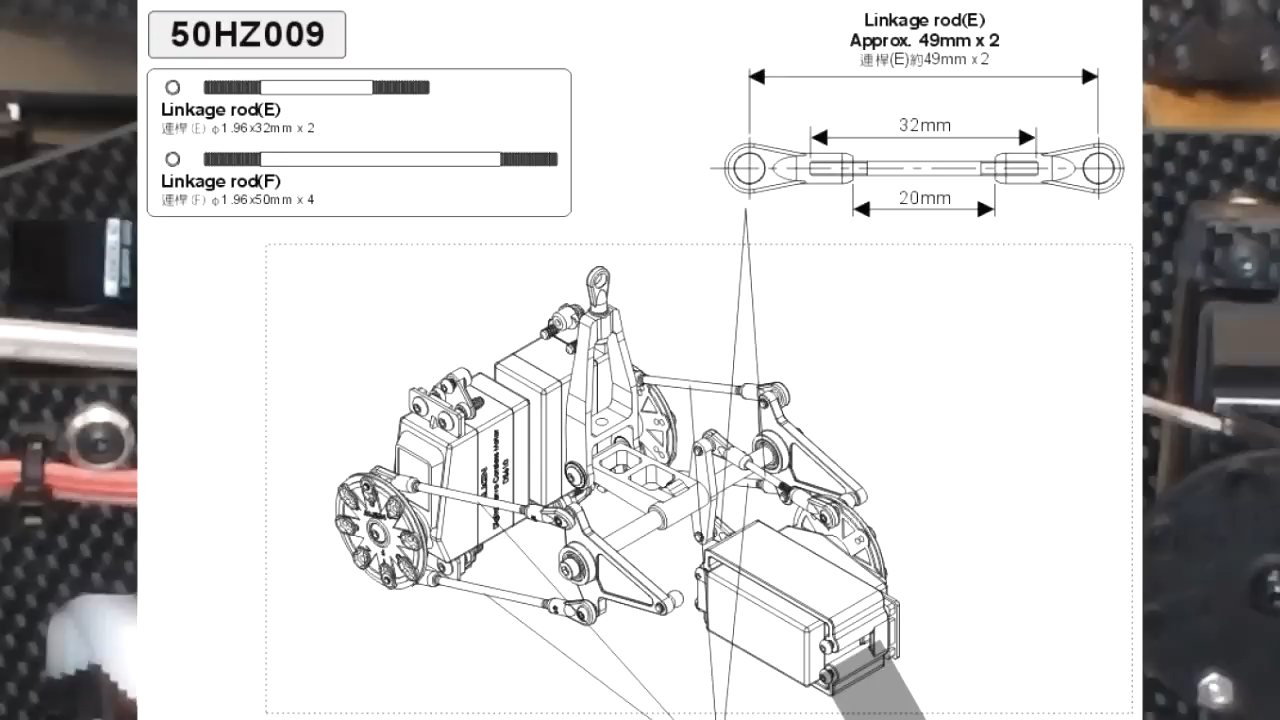 50HZ009
Linkage rod(E)
連桿(E) φ1.96x32mm x 2
Linkage rod(F)
連桿(F) φ1.96x50mm x 4
Linkage rod(E)
Approx. 49mm x 2
連桿(E)約49mm x 2
32mm
20mm